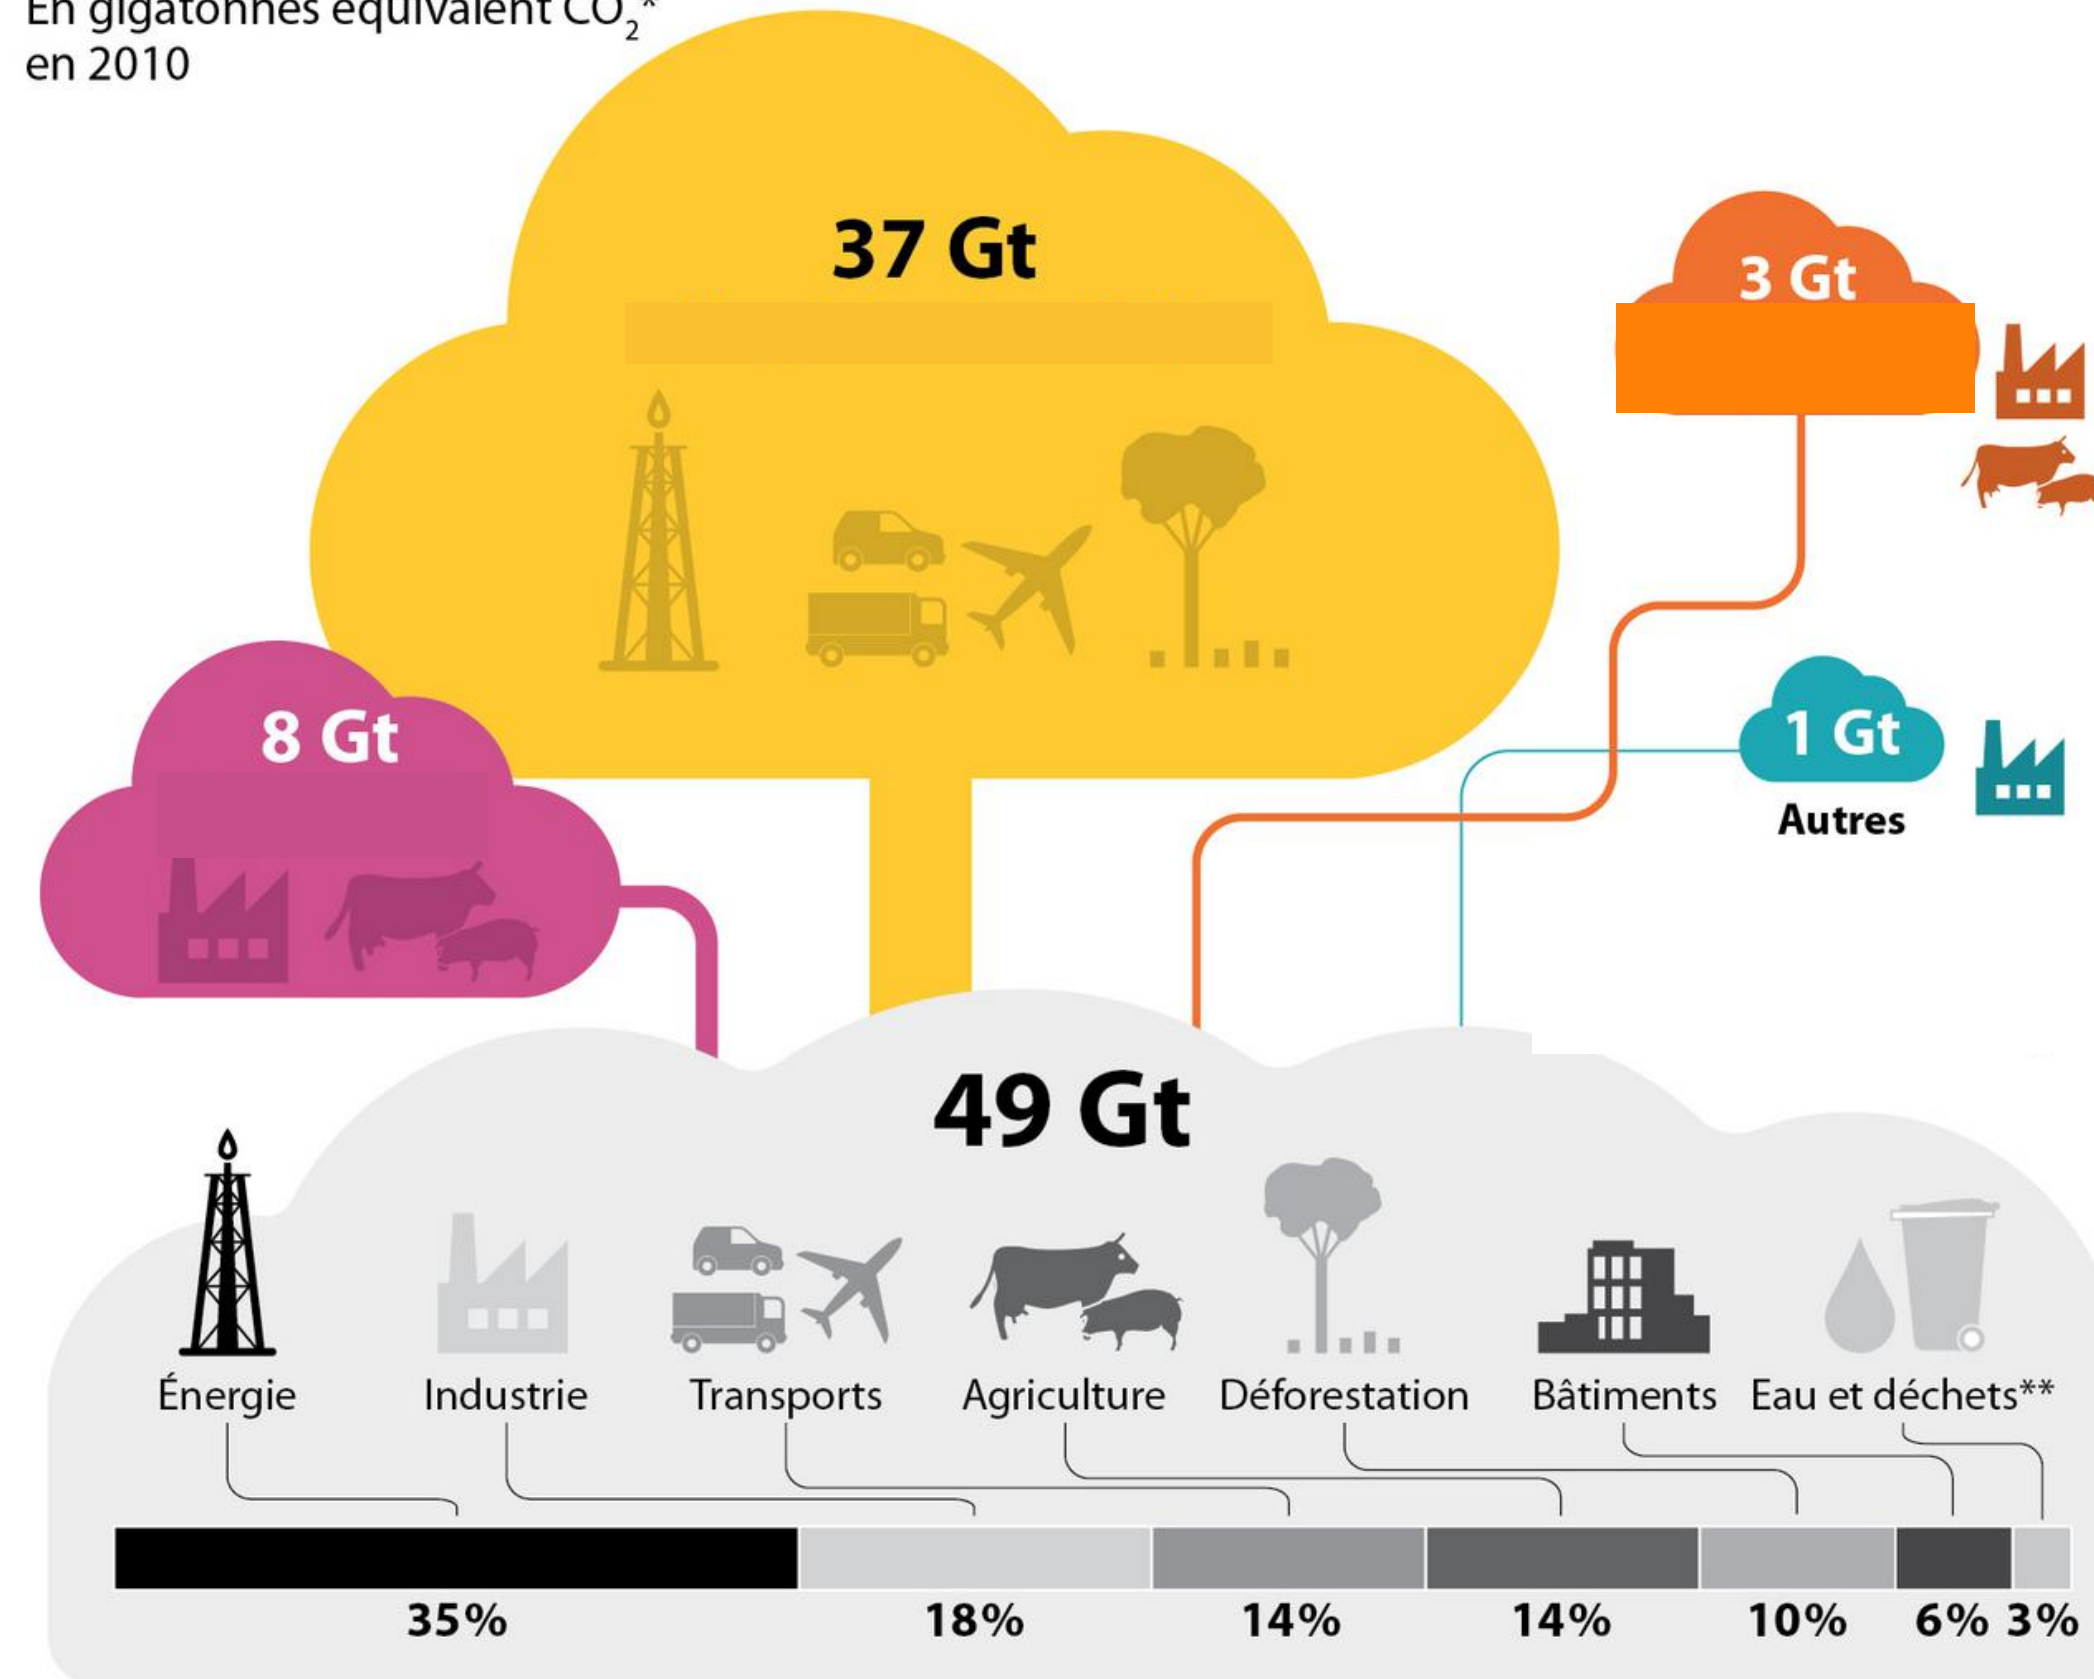 En gigatonnes équivalent CO₂*
en 2010
37 Gt
3 Gt
8 Gt
1 Gt
Autres
49 Gt
Énergie Industrie Transports Agriculture Déforestation Bâtiments Eau et déchets**
35% 18% 14% 14% 10% 6% 3%